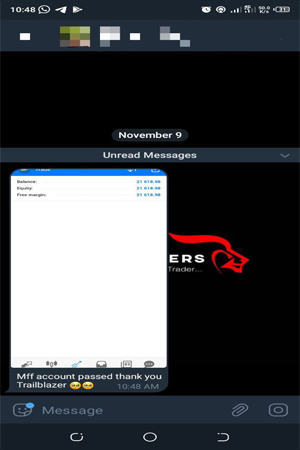 10:48
November 9
Unread Messages
Trade
Balance: 21 618.98
Equity: 21 618.98
Free margin: 21 618.98
ERS
Trader...
Mff account passed thank you
Trailblazer 🥺🥺
10:48 AM
Message